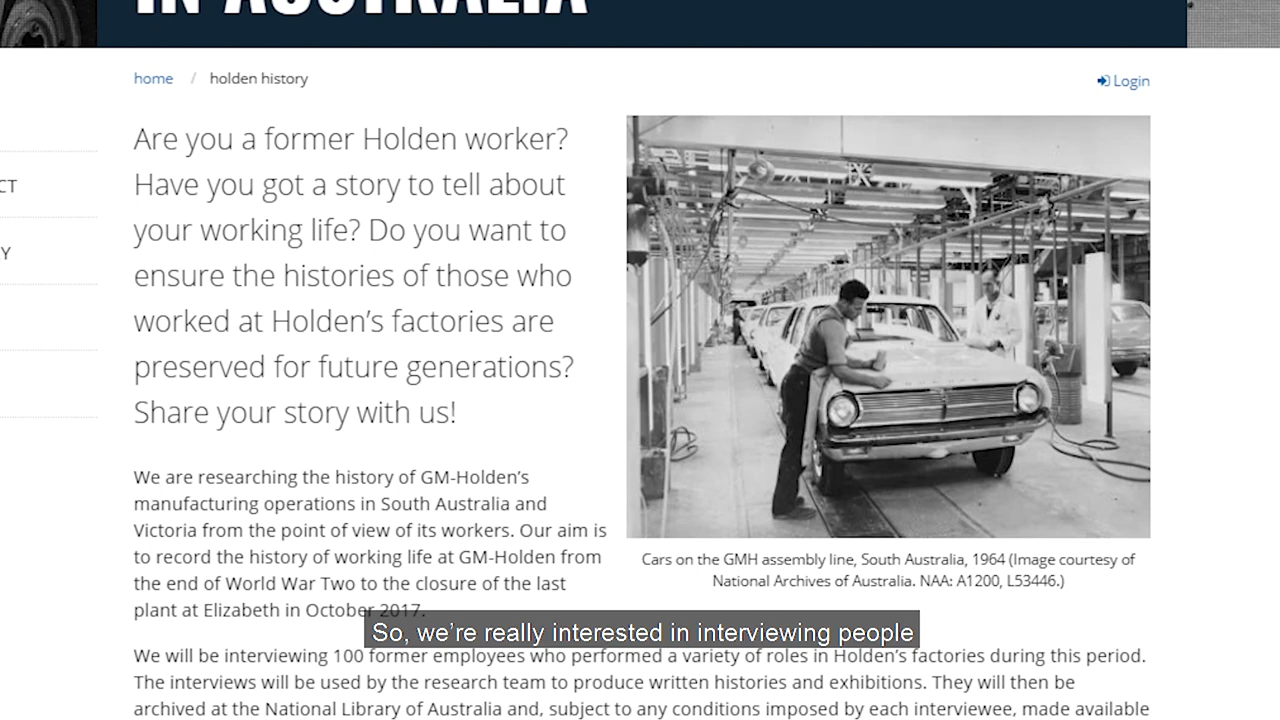 IN AUSTRALIA
home / holden history
Login
CT
Y
Are you a former Holden worker?
Have you got a story to tell about
your working life? Do you want to
ensure the histories of those who
worked at Holden’s factories are
preserved for future generations?
Share your story with us!
We are researching the history of GM-Holden’s
manufacturing operations in South Australia and
Victoria from the point of view of its workers. Our aim is
to record the history of working life at GM-Holden from
the end of World War Two to the closure of the last
plant at Elizabeth in October 2017.
Cars on the GMH assembly line, South Australia, 1964 (Image courtesy of
National Archives of Australia. NAA: A1200, L53446.)
So, we’re really interested in interviewing people
We will be interviewing 100 former employees who performed a variety of roles in Holden’s factories during this period.
The interviews will be used by the research team to produce written histories and exhibitions. They will then be
archived at the National Library of Australia and, subject to any conditions imposed by each interviewee, made available